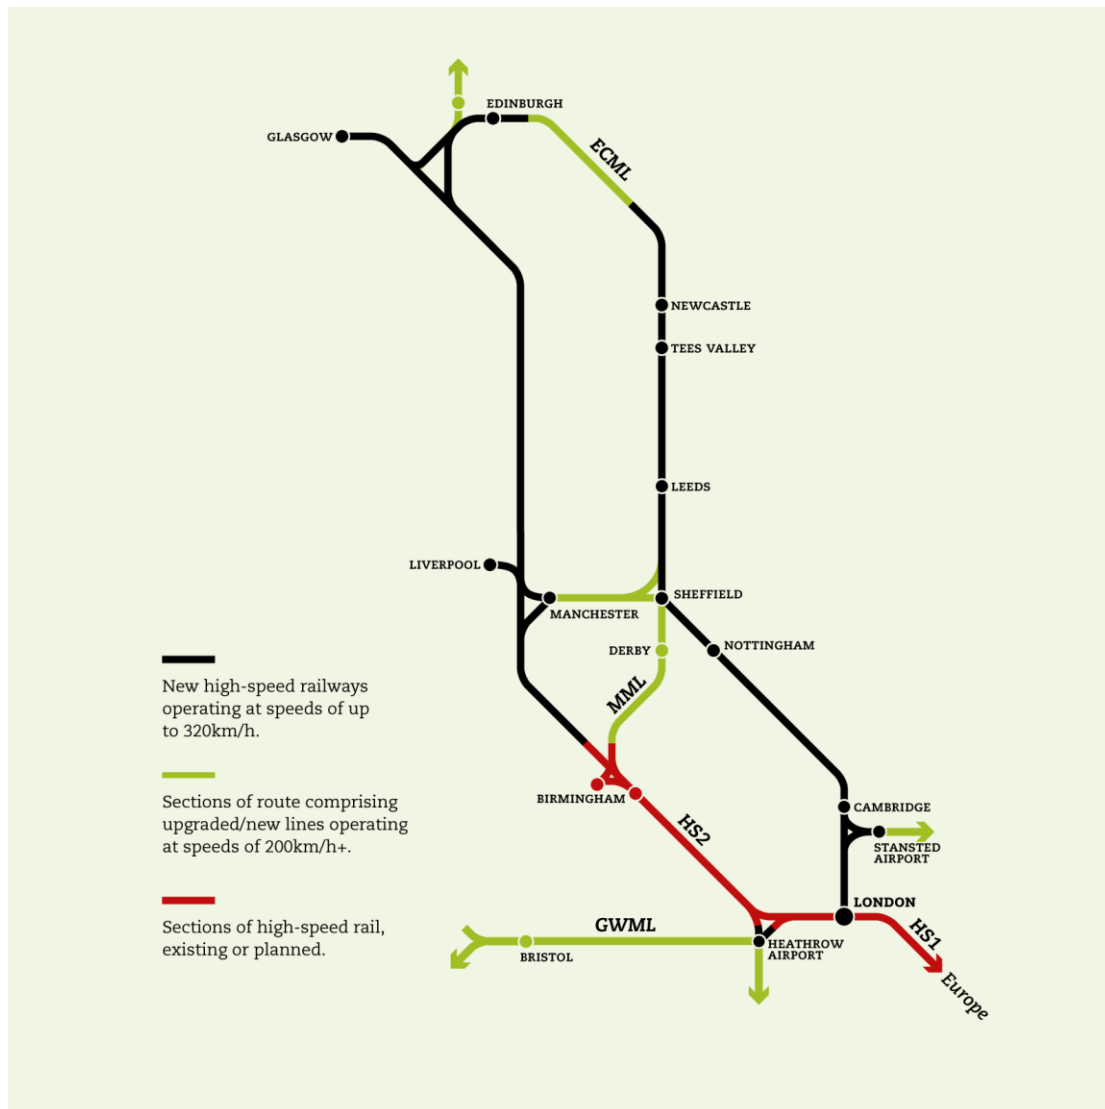 EDINBURGH
GLASGOW
ECML
NEWCASTLE
TEES VALLEY
LEEDS
LIVERPOOL
SHEFFIELD
MANCHESTER
DERBY
NOTTINGHAM
MML
New high-speed railways
operating at speeds of up
to 320km/h.
Sections of route comprising
upgraded/new lines operating
at speeds of 200km/h+.
Sections of high-speed rail,
existing or planned.
BIRMINGHAM
HS2
CAMBRIDGE
STANSTED
AIRPORT
LONDON
GWML
HS1
HEATHROW
AIRPORT
BRISTOL
Europe